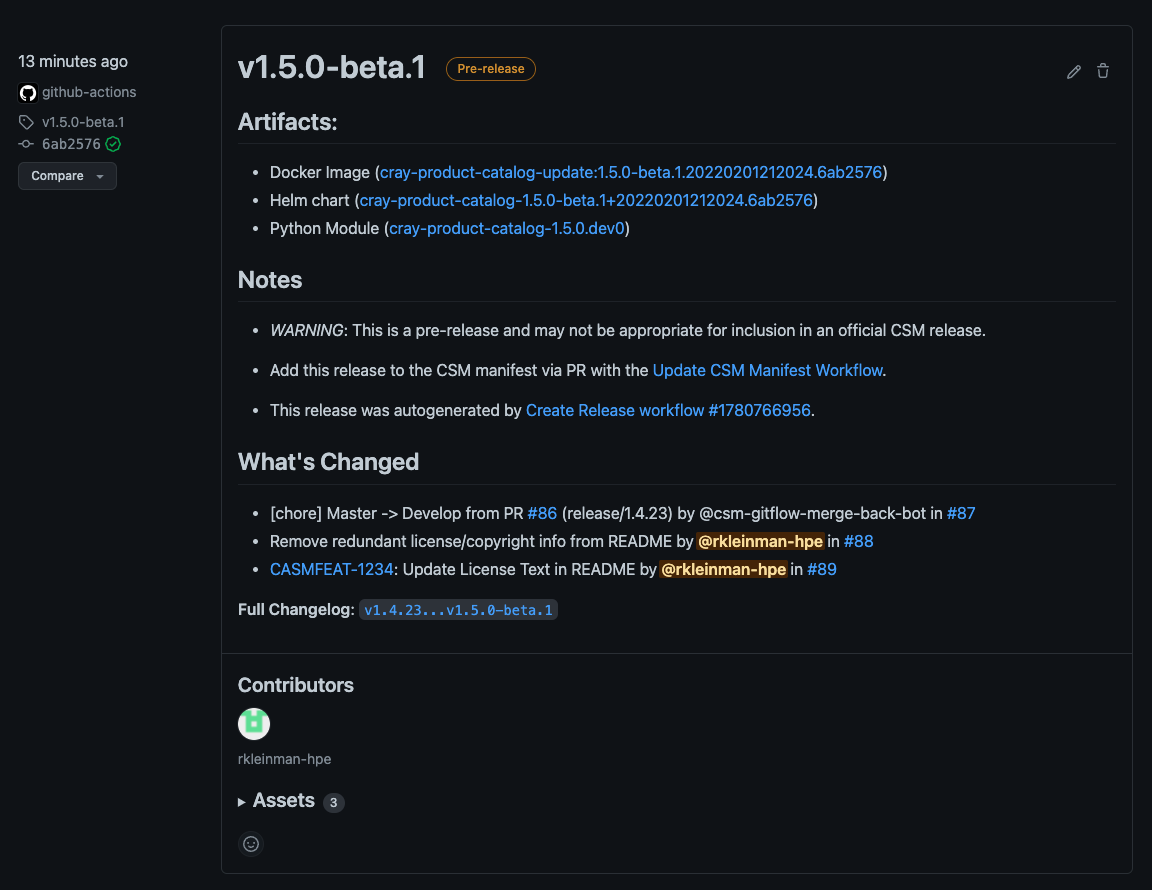 13 minutes ago
github-actions
v1.5.0-beta.1
6ab2576
Compare
v1.5.0-beta.1 Pre-release
Artifacts:
• Docker Image (cray-product-catalog-update:1.5.0-beta.1.20220201212024.6ab2576)
• Helm chart (cray-product-catalog-1.5.0-beta.1+20220201212024.6ab2576)
• Python Module (cray-product-catalog-1.5.0.dev0)
Notes
• WARNING: This is a pre-release and may not be appropriate for inclusion in an official CSM release.
• Add this release to the CSM manifest via PR with the Update CSM Manifest Workflow.
• This release was autogenerated by Create Release workflow #1780766956.
What's Changed
• [chore] Master -> Develop from PR #86 (release/1.4.23) by @csm-gitflow-merge-back-bot in #87
• Remove redundant license/copyright info from README by @rkleinman-hpe in #88
• CASMFEAT-1234: Update License Text in README by @rkleinman-hpe in #89
Full Changelog: v1.4.23...v1.5.0-beta.1
Contributors
rkleinman-hpe
Assets 3